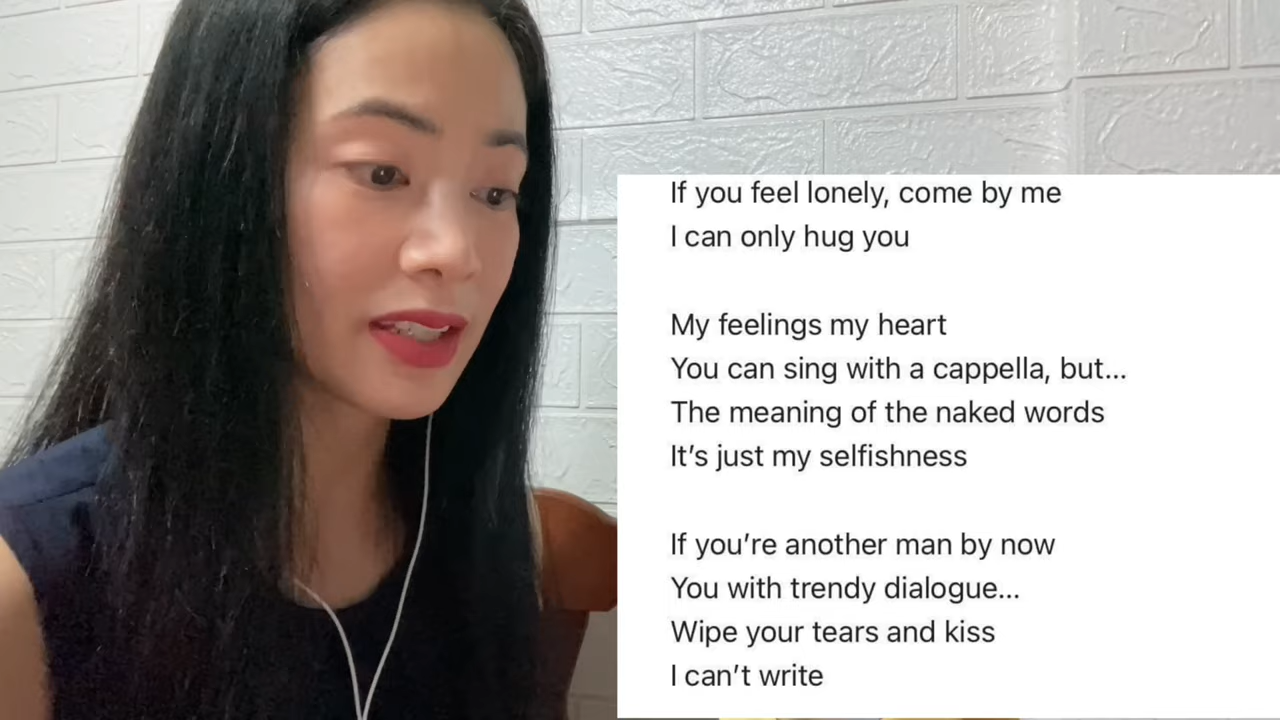 If you feel lonely, come by me
I can only hug you
My feelings my heart
You can sing with a cappella, but...
The meaning of the naked words
It's just my selfishness
If you're another man by now
You with trendy dialogue...
Wipe your tears and kiss
I can't write